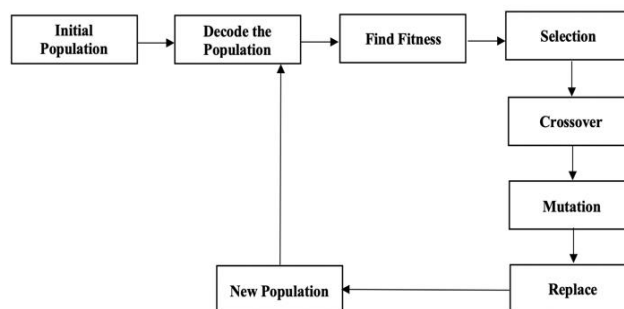 Initial
Population
Decode the
Population
Find Fitness
Selection
Crossover
Mutation
Replace
New Population